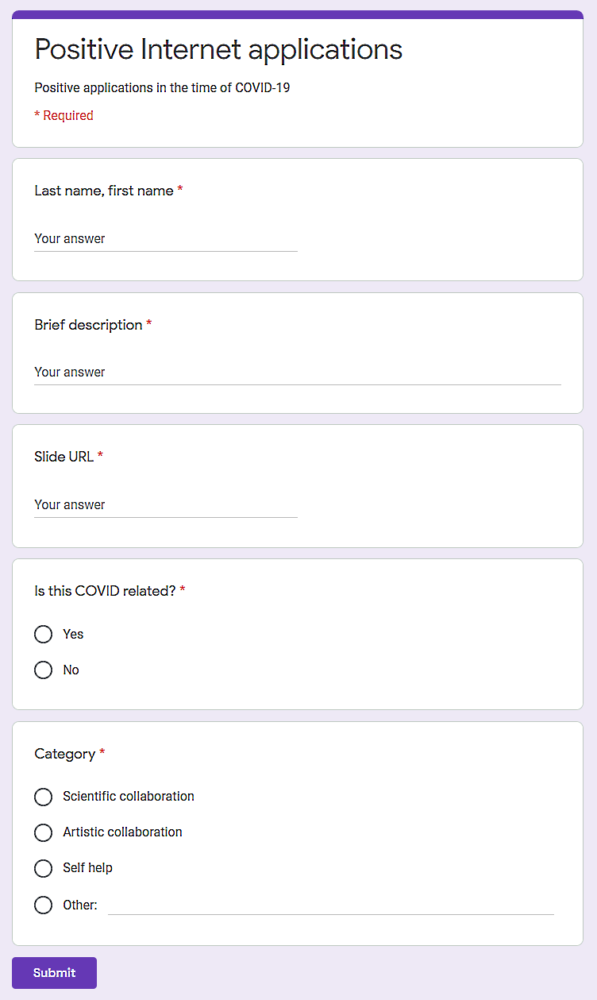 Positive Internet applications
Positive applications in the time of COVID-19
* Required
Last name, first name *
Your answer
Brief description *
Your answer
Slide URL *
Your answer
Is this COVID related? *
Yes
No
Category *
Scientific collaboration
Artistic collaboration
Self help
Other:
Submit